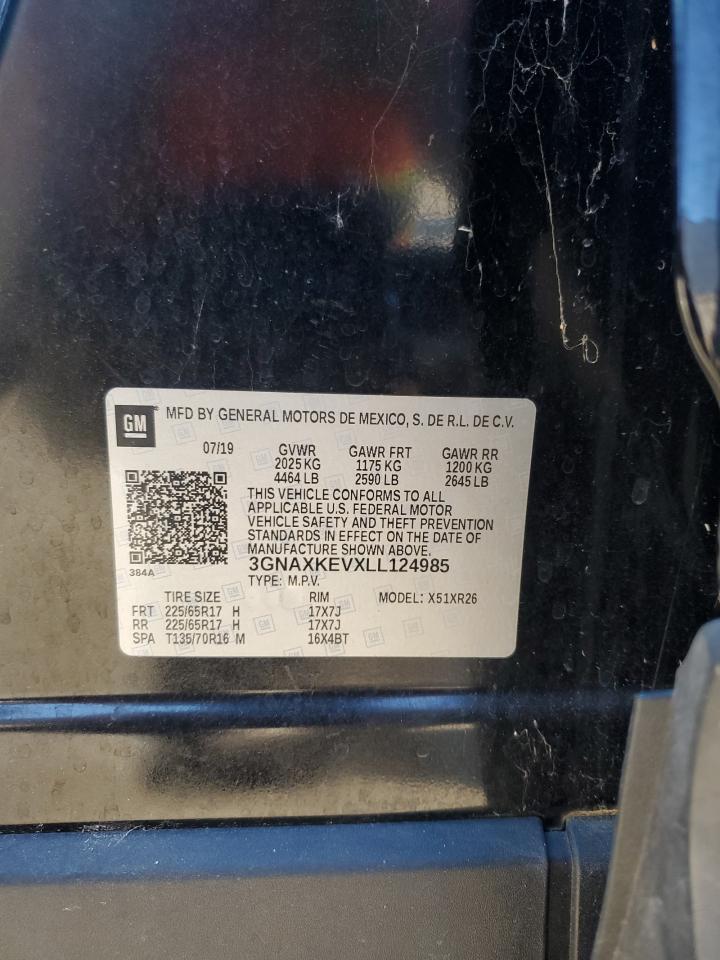 GM® MFD BY GENERAL MOTORS DE MEXICO, S. DE R.L. DE C.V.
07/19 GVWR GAWR FRT GAWR RR
2025 KG 1175 KG 1200 KG
4464 LB 2590 LB 2645 LB
THIS VEHICLE CONFORMS TO ALL
APPLICABLE U.S. FEDERAL MOTOR
VEHICLE SAFETY AND THEFT PREVENTION
STANDARDS IN EFFECT ON THE DATE OF
MANUFACTURE SHOWN ABOVE.
384A 3GNAXKEVXLL124985
TYPE: M.P.V.
TIRE SIZE RIM MODEL: X51XR26
FRT 225/65R17 H 17X7J
RR 225/65R17 H 17X7J
SPA T135/70R16 M 16X4BT